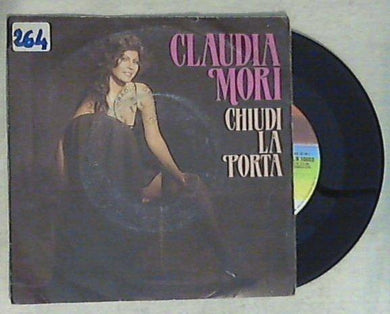 264
CLAUDIA
MORI
CHIUDI
LA
PORTA